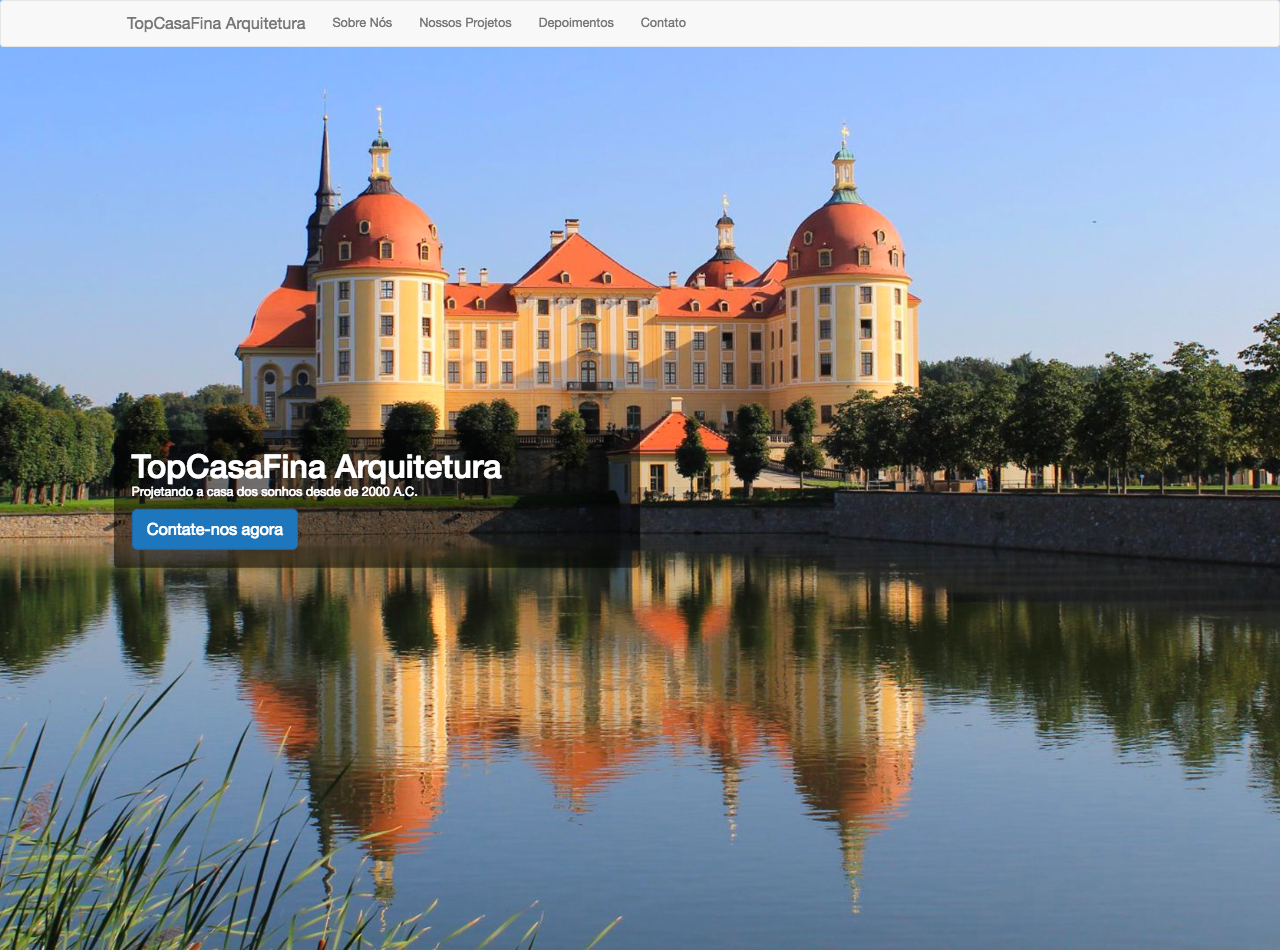 TopCasaFina Arquitetura Sobre Nós Nossos Projetos Depoimentos Contato
TopCasaFina Arquitetura
Projetando a casa dos sonhos desde de 2000 A.C.
Contate-nos agora